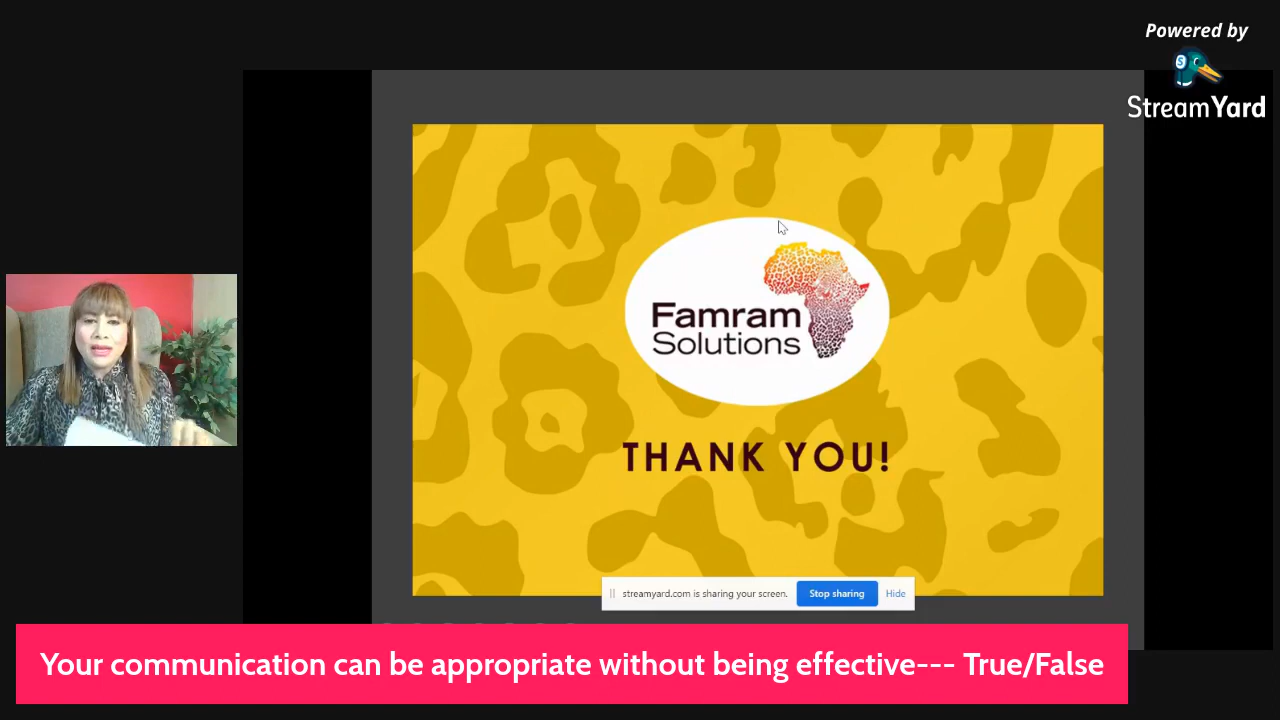 Powered by
StreamYard
Famram
Solutions
THANK YOU!
streamyard.com is sharing your screen.
Stop sharing
Hide
Your communication can be appropriate without being effective--- True/False